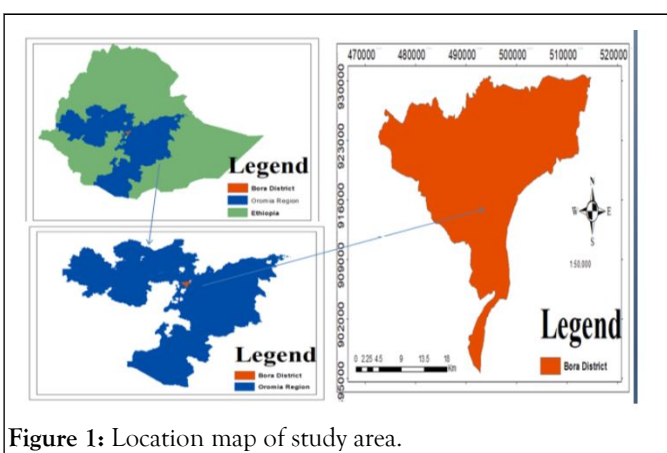 Legend
Bora District
Oromia Region
Ethiopia
Legend
Bora District
Oromia Region
470000 480000 490000 500000 510000 520000
930000
923000
916000
909000
902000
N
W E
S
1:50,000
Legend
Bora District
0 2.25 4.5 9 13.5 18
Km
Figure 1: Location map of study area.